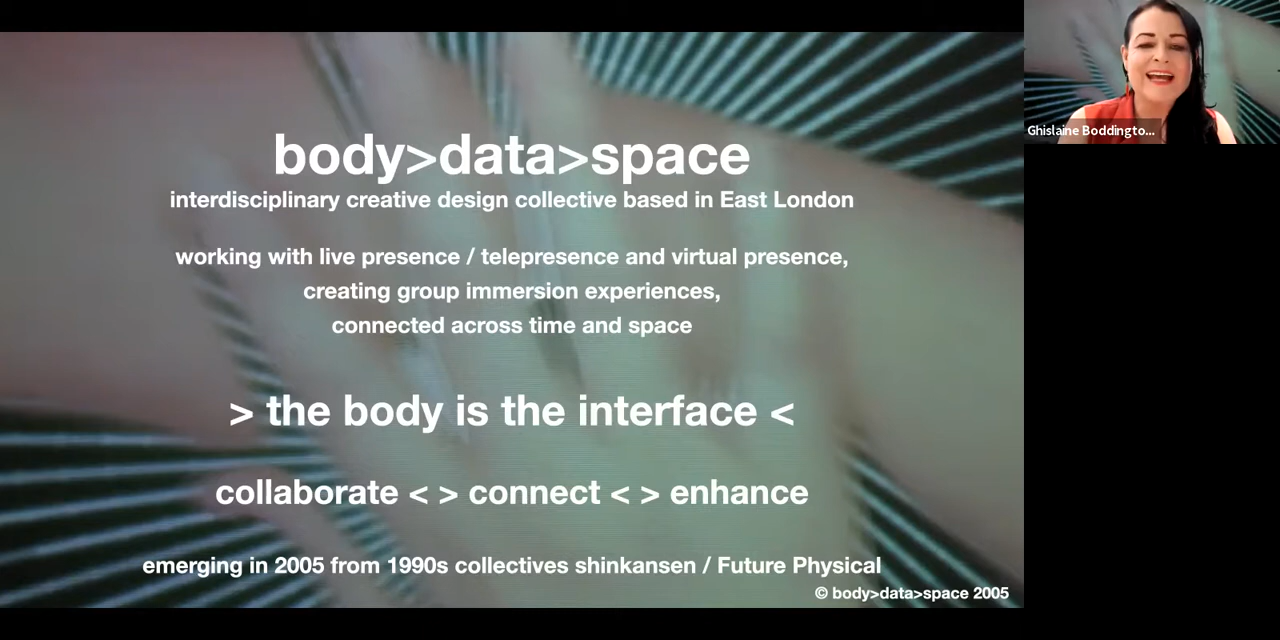 body>data>space
interdisciplinary creative design collective based in East London
working with live presence / telepresence and virtual presence,
creating group immersion experiences,
connected across time and space
> the body is the interface <
collaborate < > connect < > enhance
emerging in 2005 from 1990s collectives shinkansen / Future Physical
© body>data>space 2005
Ghislaine Boddingto...